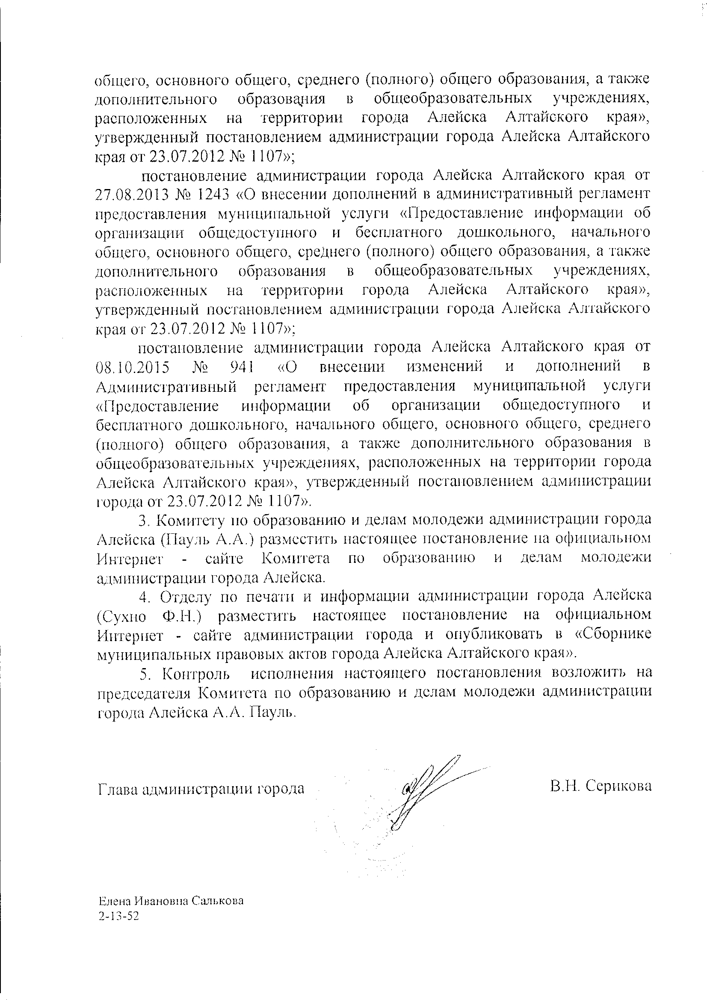 общего, основного общего, среднего (полного) общего образования, а также
дополнительного образования в общеобразовательных учреждениях,
расположенных на территории города Алейска Алтайского края»,
утвержденный постановлением администрации города Алейска Алтайского
края от 23.07.2012 № 1107»;
постановление администрации города Алейска Алтайского края от
27.08.2013 № 1243 «О внесении дополнений в административный регламент
предоставления муниципальной услуги «Предоставление информации об
организации общедоступного и бесплатного дошкольного, начального
общего, основного общего, среднего (полного) общего образования, а также
дополнительного образования в общеобразовательных учреждениях,
расположенных на территории города Алейска Алтайского края»,
утвержденный постановлением администрации города Алейска Алтайского
края от 23.07.2012 № 1107»;
постановление администрации города Алейска Алтайского края от
08.10.2015 № 941 «О внесении изменений и дополнений в
Административный регламент предоставления муниципальной услуги
«Предоставление информации об организации общедоступного и
бесплатного дошкольного, начального общего, основного общего, среднего
(полного) общего образования, а также дополнительного образования в
общеобразовательных учреждениях, расположенных на территории города
Алейска Алтайского края», утвержденный постановлением администрации
города от 23.07.2012 № 1107».
3. Комитету по образованию и делам молодежи администрации города
Алейска (Пауль А.А.) разместить настоящее постановление на официальном
Интернет - сайте Комитета по образованию и делам молодежи
администрации города Алейска.
4. Отделу по печати и информации администрации города Алейска
(Сухно Ф.Н.) разместить настоящее постановление на официальном
Интернет - сайте администрации города и опубликовать в «Сборнике
муниципальных правовых актов города Алейска Алтайского края».
5. Контроль исполнения настоящего постановления возложить на
председателя Комитета по образованию и делам молодежи администрации
города Алейска А.А. Пауль.
Глава администрации города В.Н. Серикова
Елена Ивановна Салькова
2-13-52